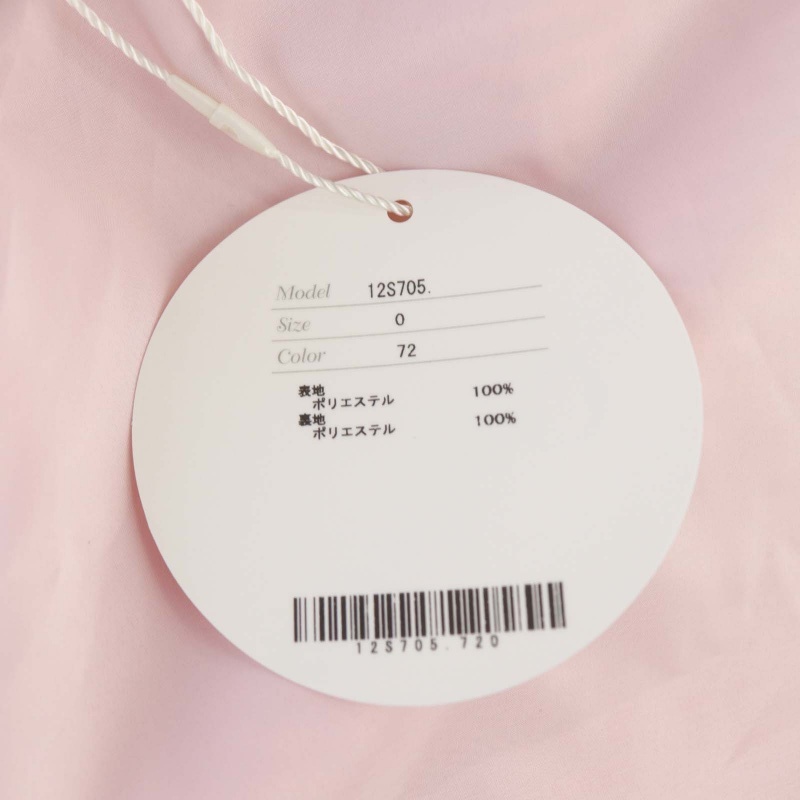 Model 12S705.
Size 0
Color 72
表地
ポリエステル 100%
裏地
ポリエステル 100%
12S705.720